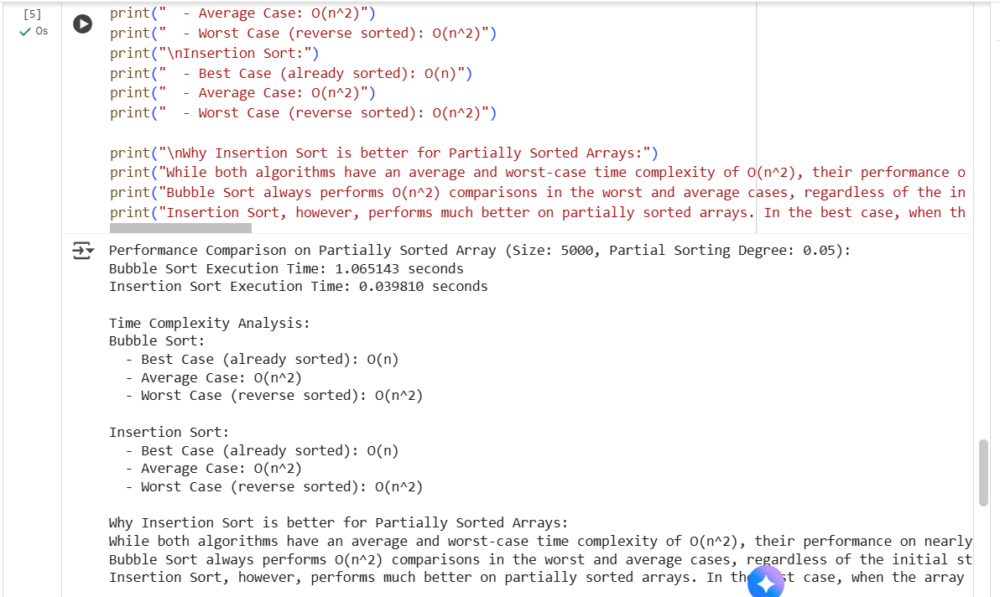 [5]
0s
print("  - Average Case: O(n^2)")
print("  - Worst Case (reverse sorted): O(n^2)")
print("\nInsertion Sort:")
print("  - Best Case (already sorted): O(n)")
print("  - Average Case: O(n^2)")
print("  - Worst Case (reverse sorted): O(n^2)")
print("\nWhy Insertion Sort is better for Partially Sorted Arrays:")
print("While both algorithms have an average and worst-case time complexity of O(n^2), their performance o
print("Bubble Sort always performs O(n^2) comparisons in the worst and average cases, regardless of the in
print("Insertion Sort, however, performs much better on partially sorted arrays. In the best case, when th
Performance Comparison on Partially Sorted Array (Size: 5000, Partial Sorting Degree: 0.05):
Bubble Sort Execution Time: 1.065143 seconds
Insertion Sort Execution Time: 0.039810 seconds
Time Complexity Analysis:
Bubble Sort:
  - Best Case (already sorted): O(n)
  - Average Case: O(n^2)
  - Worst Case (reverse sorted): O(n^2)
Insertion Sort:
  - Best Case (already sorted): O(n)
  - Average Case: O(n^2)
  - Worst Case (reverse sorted): O(n^2)
Why Insertion Sort is better for Partially Sorted Arrays:
While both algorithms have an average and worst-case time complexity of O(n^2), their performance on nearly
Bubble Sort always performs O(n^2) comparisons in the worst and average cases, regardless of the initial st
Insertion Sort, however, performs much better on partially sorted arrays. In the best case, when the array